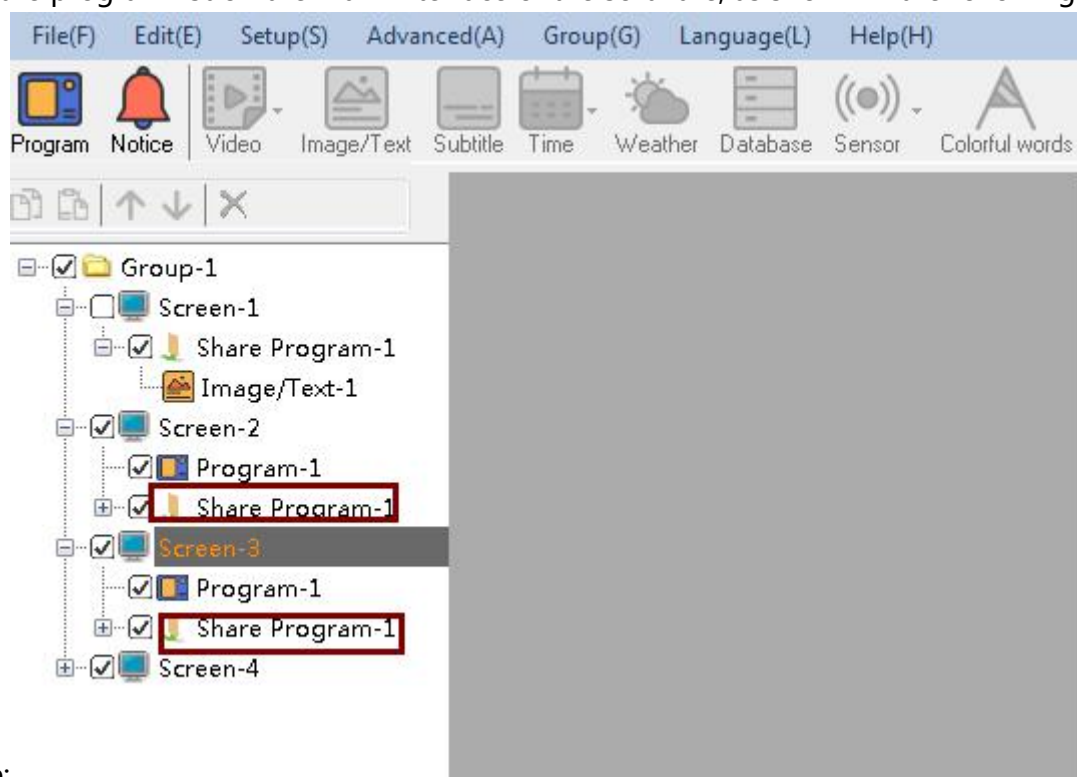 File(F) Edit(E) Setup(S) Advanced(A) Group(G) Language(L) Help(H)
Program Notice Video Image/Text Subtitle Time Weather Database Sensor Colorful words
Group-1
Screen-1
Share Program-1
Image/Text-1
Screen-2
Program-1
Share Program-1
Screen-3
Program-1
Share Program-1
Screen-4